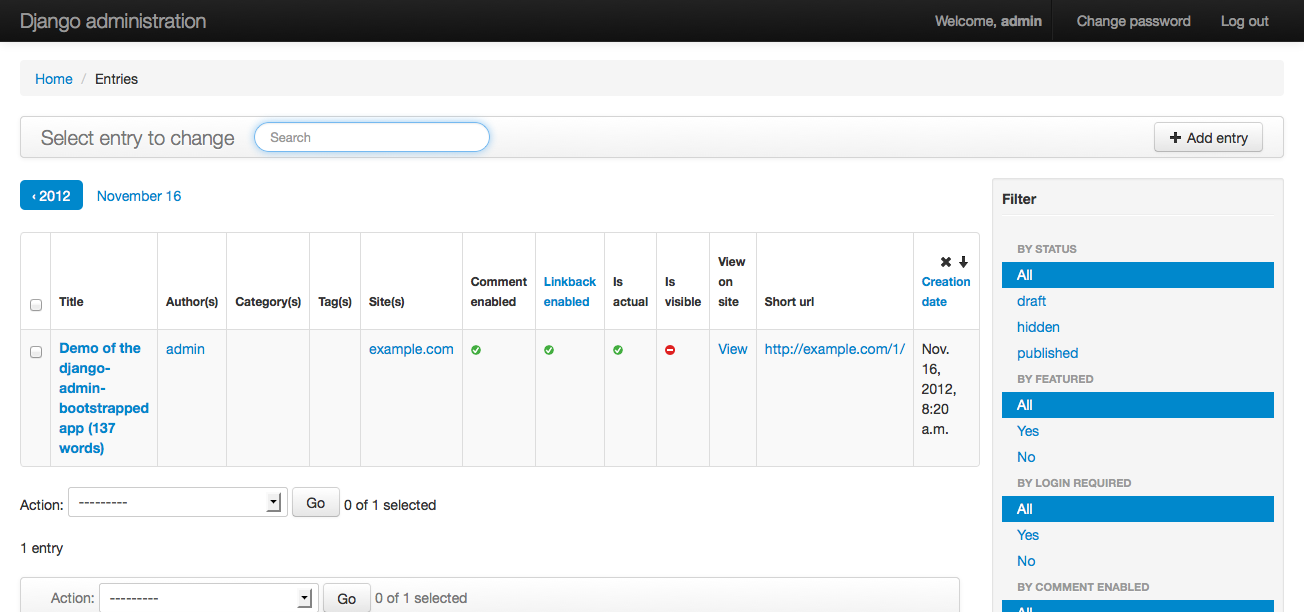 Django administration
Welcome, admin
Change password
Log out
Home / Entries
Select entry to change
Search
Add entry
‹ 2012
November 16
Title
Author(s)
Category(s)
Tag(s)
Site(s)
Comment
enabled
Linkback
enabled
Is
actual
Is
visible
View
on
site
Short url
Creation
date
Demo of the
django-
admin-
bootstrapped
app (137
words)
admin
example.com
View
http://example.com/1/
Nov.
16,
2012,
8:20
a.m.
Action:
---------
Go
0 of 1 selected
1 entry
Action:
---------
Go
0 of 1 selected
Filter
BY STATUS
All
draft
hidden
published
BY FEATURED
All
Yes
No
BY LOGIN REQUIRED
All
Yes
No
BY COMMENT ENABLED
All